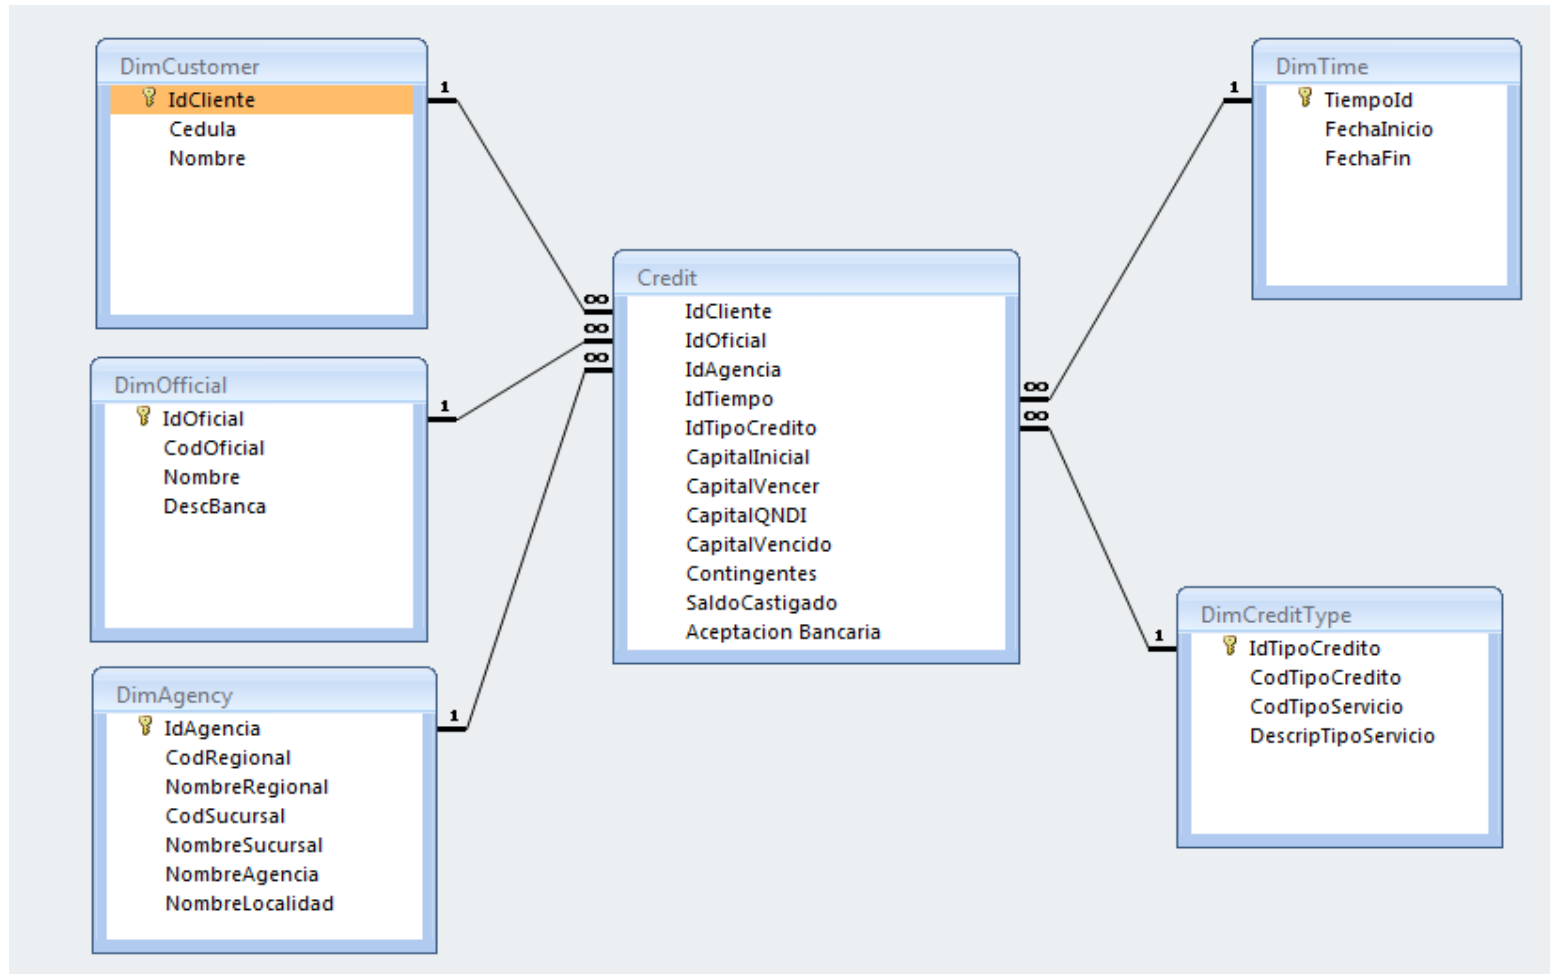 DimCustomer
IdCliente
Cedula
Nombre
1
DimOfficial
IdOficial
CodOficial
Nombre
DescBanca
1
DimAgency
IdAgencia
CodRegional
NombreRegional
CodSucursal
NombreSucursal
NombreAgencia
NombreLocalidad
1
Credit
IdCliente
IdOficial
IdAgencia
IdTiempo
IdTipoCredito
CapitalInicial
CapitalVencer
CapitalQNDI
CapitalVencido
Contingentes
SaldoCastigado
Aceptacion Bancaria
∞
∞
∞
∞
∞
DimTime
TiempoId
FechaInicio
FechaFin
1
DimCreditType
IdTipoCredito
CodTipoCredito
CodTipoServicio
DescripTipoServicio
1